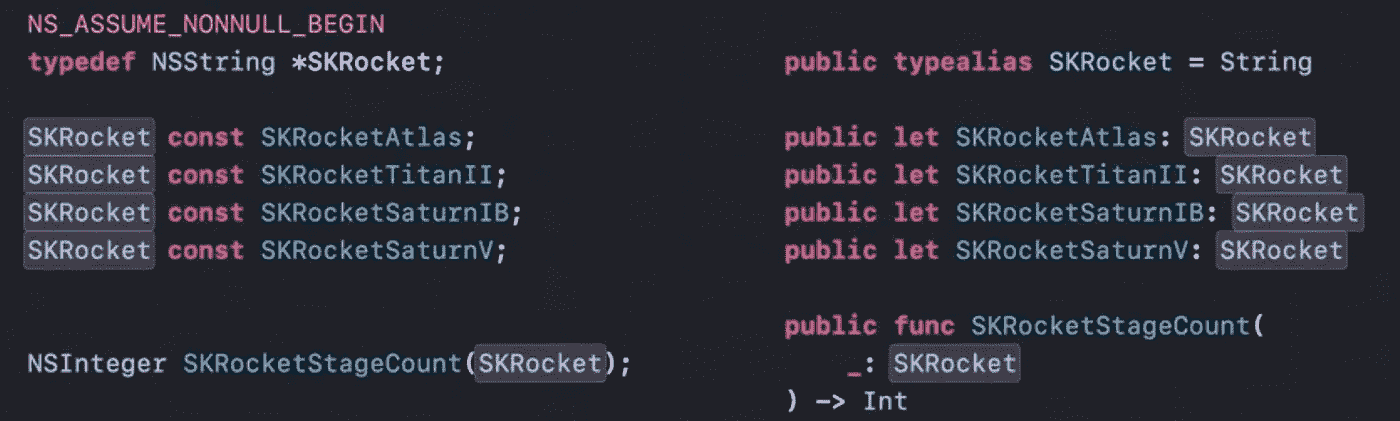 NS_ASSUME_NONNULL_BEGIN
typedef NSString *SKRocket;
SKRocket const SKRocketAtlas;
SKRocket const SKRocketTitanII;
SKRocket const SKRocketSaturnIB;
SKRocket const SKRocketSaturnV;
NSInteger SKRocketStageCount(SKRocket);
public typealias SKRocket = String
public let SKRocketAtlas: SKRocket
public let SKRocketTitanII: SKRocket
public let SKRocketSaturnIB: SKRocket
public let SKRocketSaturnV: SKRocket
public func SKRocketStageCount(
_: SKRocket
) -> Int